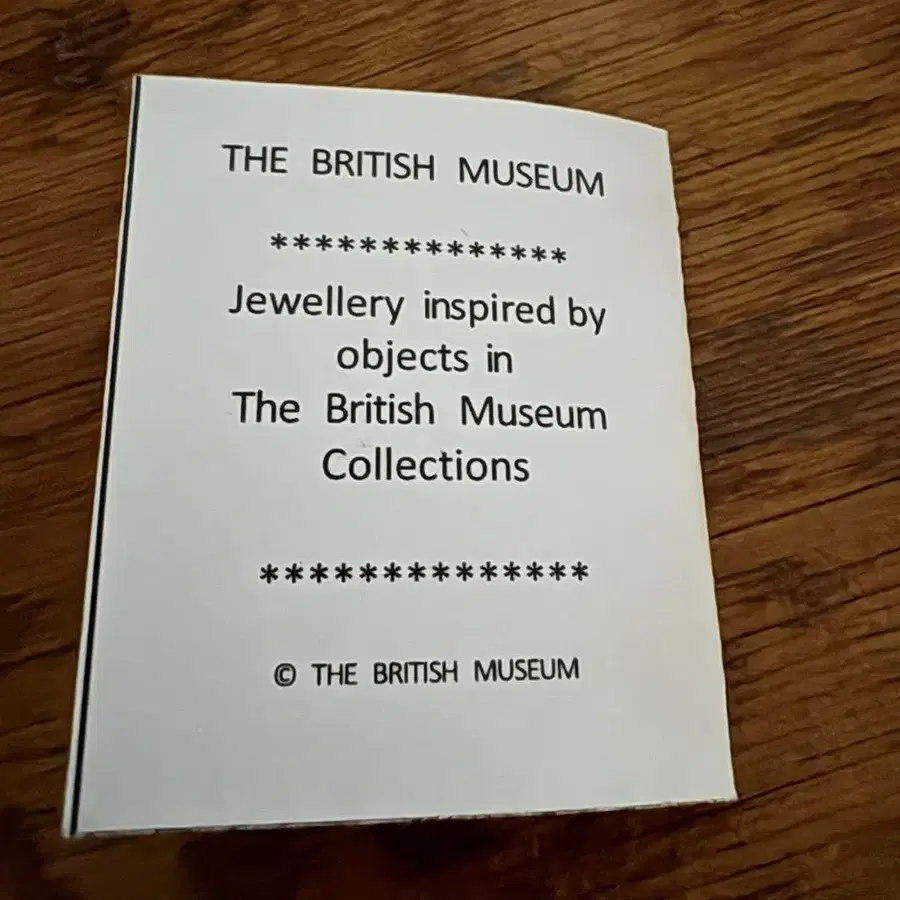 THE BRITISH MUSEUM
**************
Jewellery inspired by
objects in
The British Museum
Collections
**************
© THE BRITISH MUSEUM